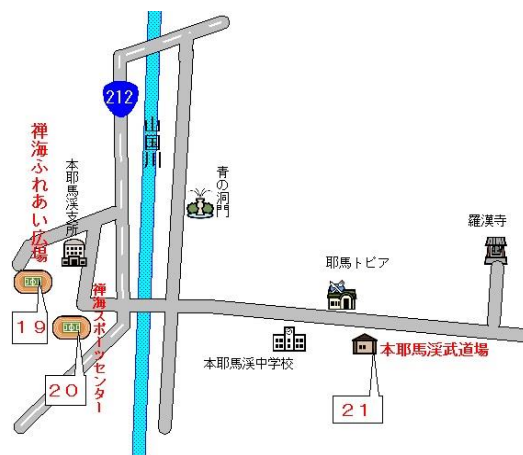 212
山国川
禅海ふれあい広場
本耶馬渓支所
青の洞門
羅漢寺
耶馬トピア
19
禅海スポーツセンター
20
本耶馬渓中学校
本耶馬渓武道場
21